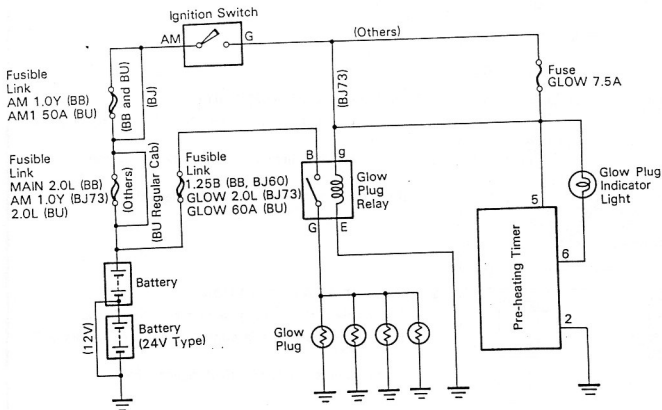 Ignition Switch
AM
G
(Others)
Fusible
Link
AM 1.0Y (BB)
AM1 50A (BU)
(BB and BU)
(BJ)
(BJ73)
Fuse
GLOW 7.5A
Fusible
Link
MAIN 2.0L (BB)
AM 1.0Y (BJ73)
2.0L (BU)
(Others)
(BU Regular Cab)
Fusible
Link
1.25B (BB, BJ60)
GLOW 2.0L (BJ73)
GLOW 60A (BU)
B
g
Glow
Plug
Relay
G
E
Glow Plug
Indicator
Light
5
6
2
Pre-heating Timer
Battery
(12V)
Battery
(24V Type)
Glow
Plug